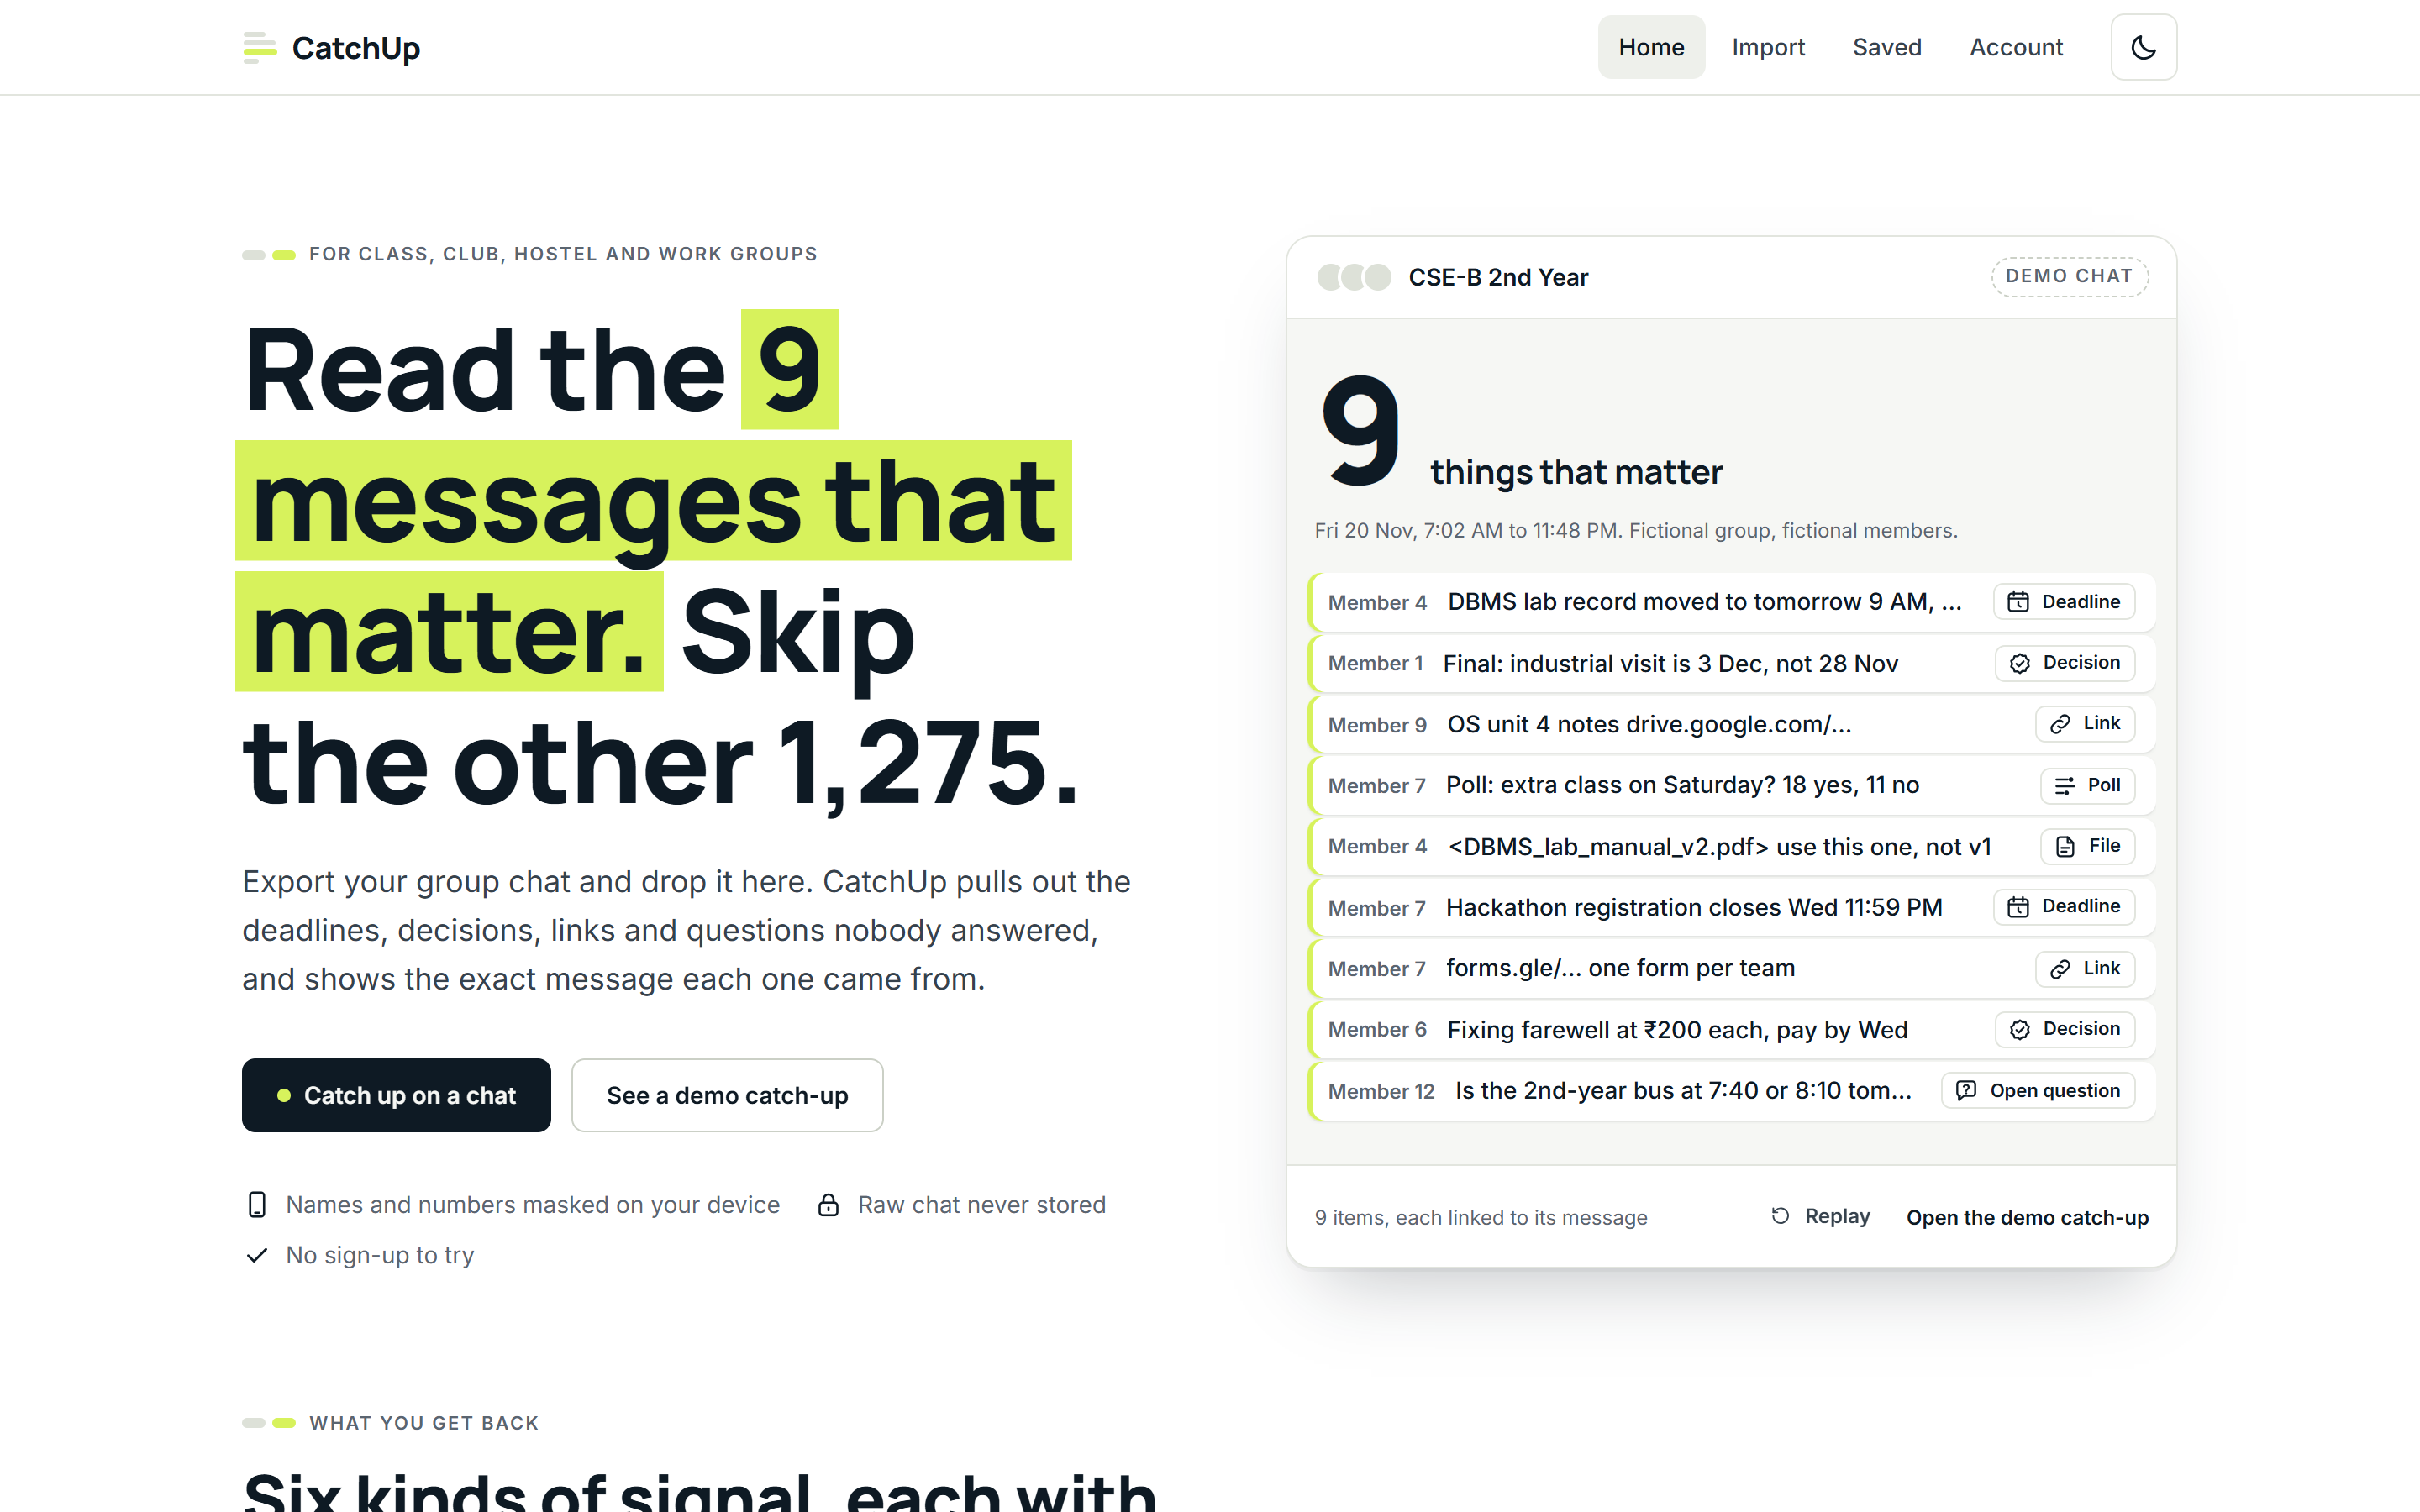 CatchUp
Home
Import
Saved
Account
FOR CLASS, CLUB, HOSTEL AND WORK GROUPS
Read the 9
messages that
matter. Skip
the other 1,275.
Export your group chat and drop it here. CatchUp pulls out the
deadlines, decisions, links and questions nobody answered,
and shows the exact message each one came from.
Catch up on a chat
See a demo catch-up
Names and numbers masked on your device
Raw chat never stored
No sign-up to try
CSE-B 2nd Year
DEMO CHAT
9 things that matter
Fri 20 Nov, 7:02 AM to 11:48 PM. Fictional group, fictional members.
Member 4 DBMS lab record moved to tomorrow 9 AM, ... Deadline
Member 1 Final: industrial visit is 3 Dec, not 28 Nov Decision
Member 9 OS unit 4 notes drive.google.com/... Link
Member 7 Poll: extra class on Saturday? 18 yes, 11 no Poll
Member 4 <DBMS_lab_manual_v2.pdf> use this one, not v1 File
Member 7 Hackathon registration closes Wed 11:59 PM Deadline
Member 7 forms.gle/... one form per team Link
Member 6 Fixing farewell at ₹200 each, pay by Wed Decision
Member 12 Is the 2nd-year bus at 7:40 or 8:10 tom... Open question
9 items, each linked to its message
Replay
Open the demo catch-up
WHAT YOU GET BACK
Six kinds of signal, each with